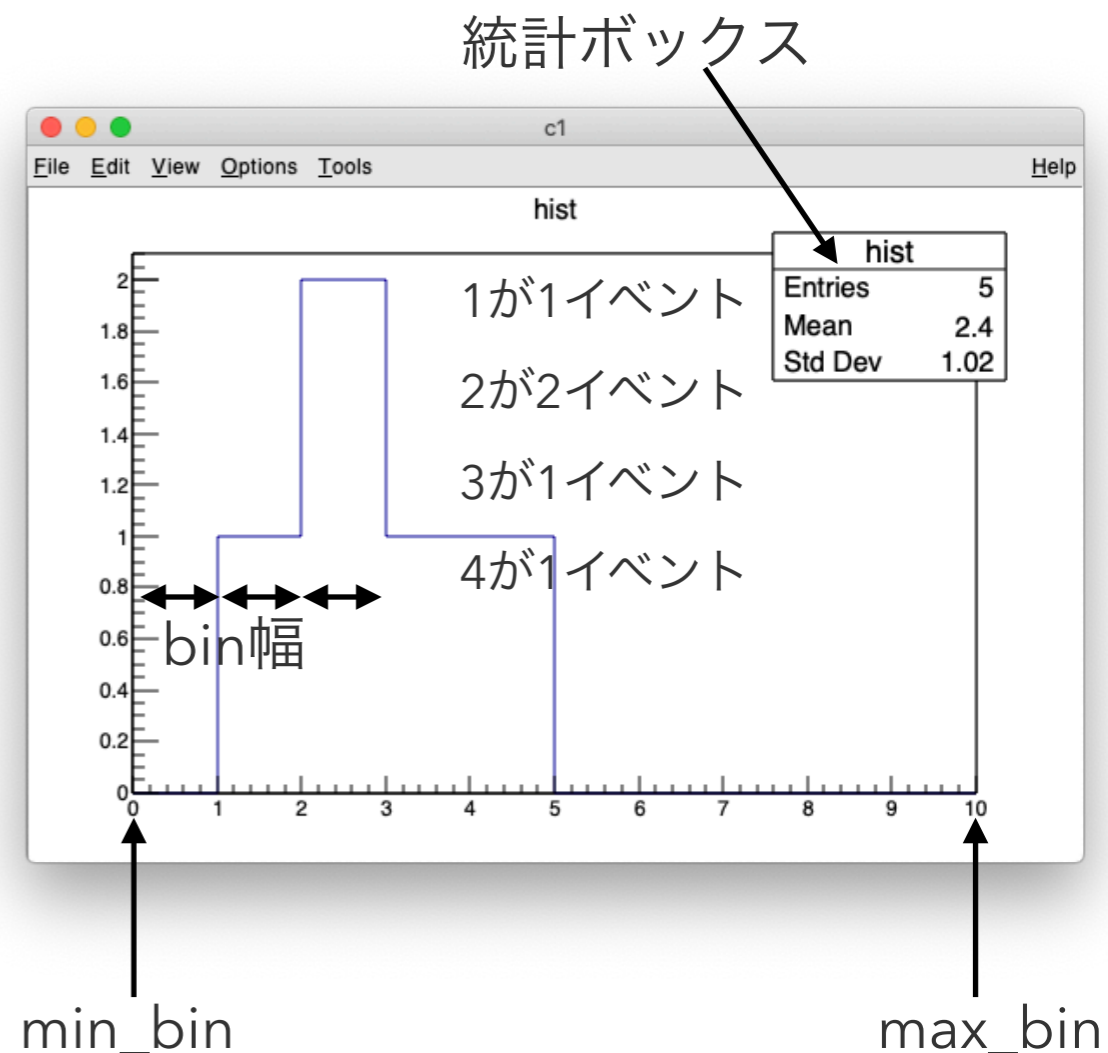 統計ボックス
c1
File Edit View Options Tools Help
hist
hist
Entries 5
Mean 2.4
Std Dev 1.02
1が1イベント
2が2イベント
3が1イベント
4が1イベント
bin幅
2
1.8
1.6
1.4
1.2
1
0.8
0.6
0.4
0.2
0
0 1 2 3 4 5 6 7 8 9 10
min_bin max_bin